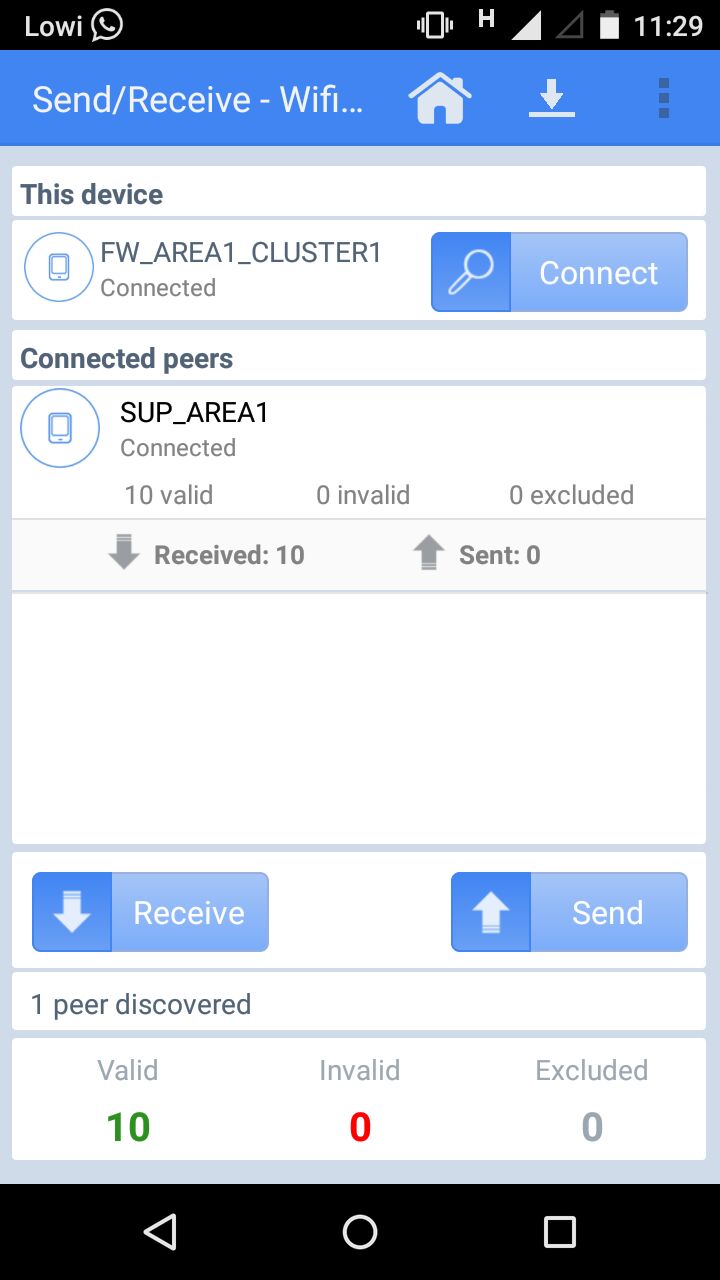 Lowi H 11:29
Send/Receive - Wifi...
This device
FW_AREA1_CLUSTER1
Connected
Connect
Connected peers
SUP_AREA1
Connected
10 valid 0 invalid 0 excluded
Received: 10 Sent: 0
Receive Send
1 peer discovered
Valid Invalid Excluded
10 0 0